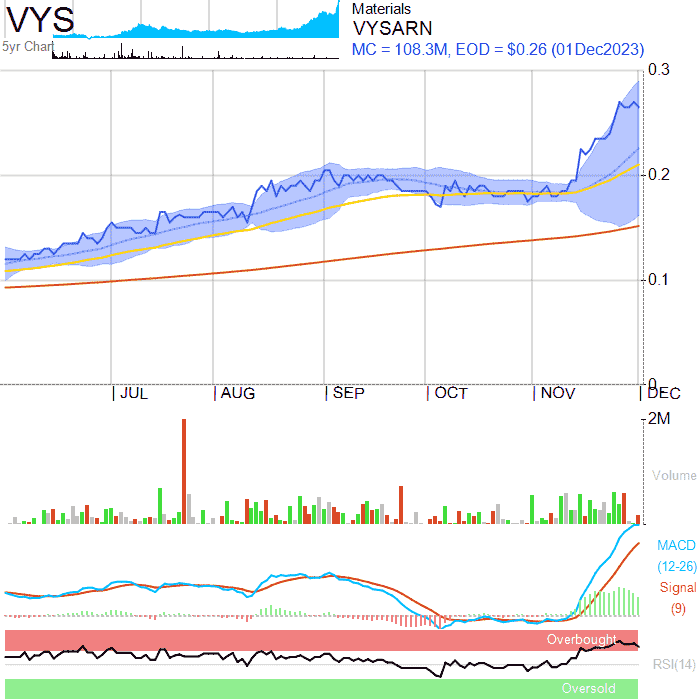 VYS
5yr Chart
Materials
VYSARN
MC = 108.3M, EOD = $0.26 (01Dec2023)
0.3
0.2
0.1
0
JUL AUG SEP OCT NOV DEC
2M
Volume
MACD
(12-26)
Signal
(9)
Overbought
RSI(14)
Oversold